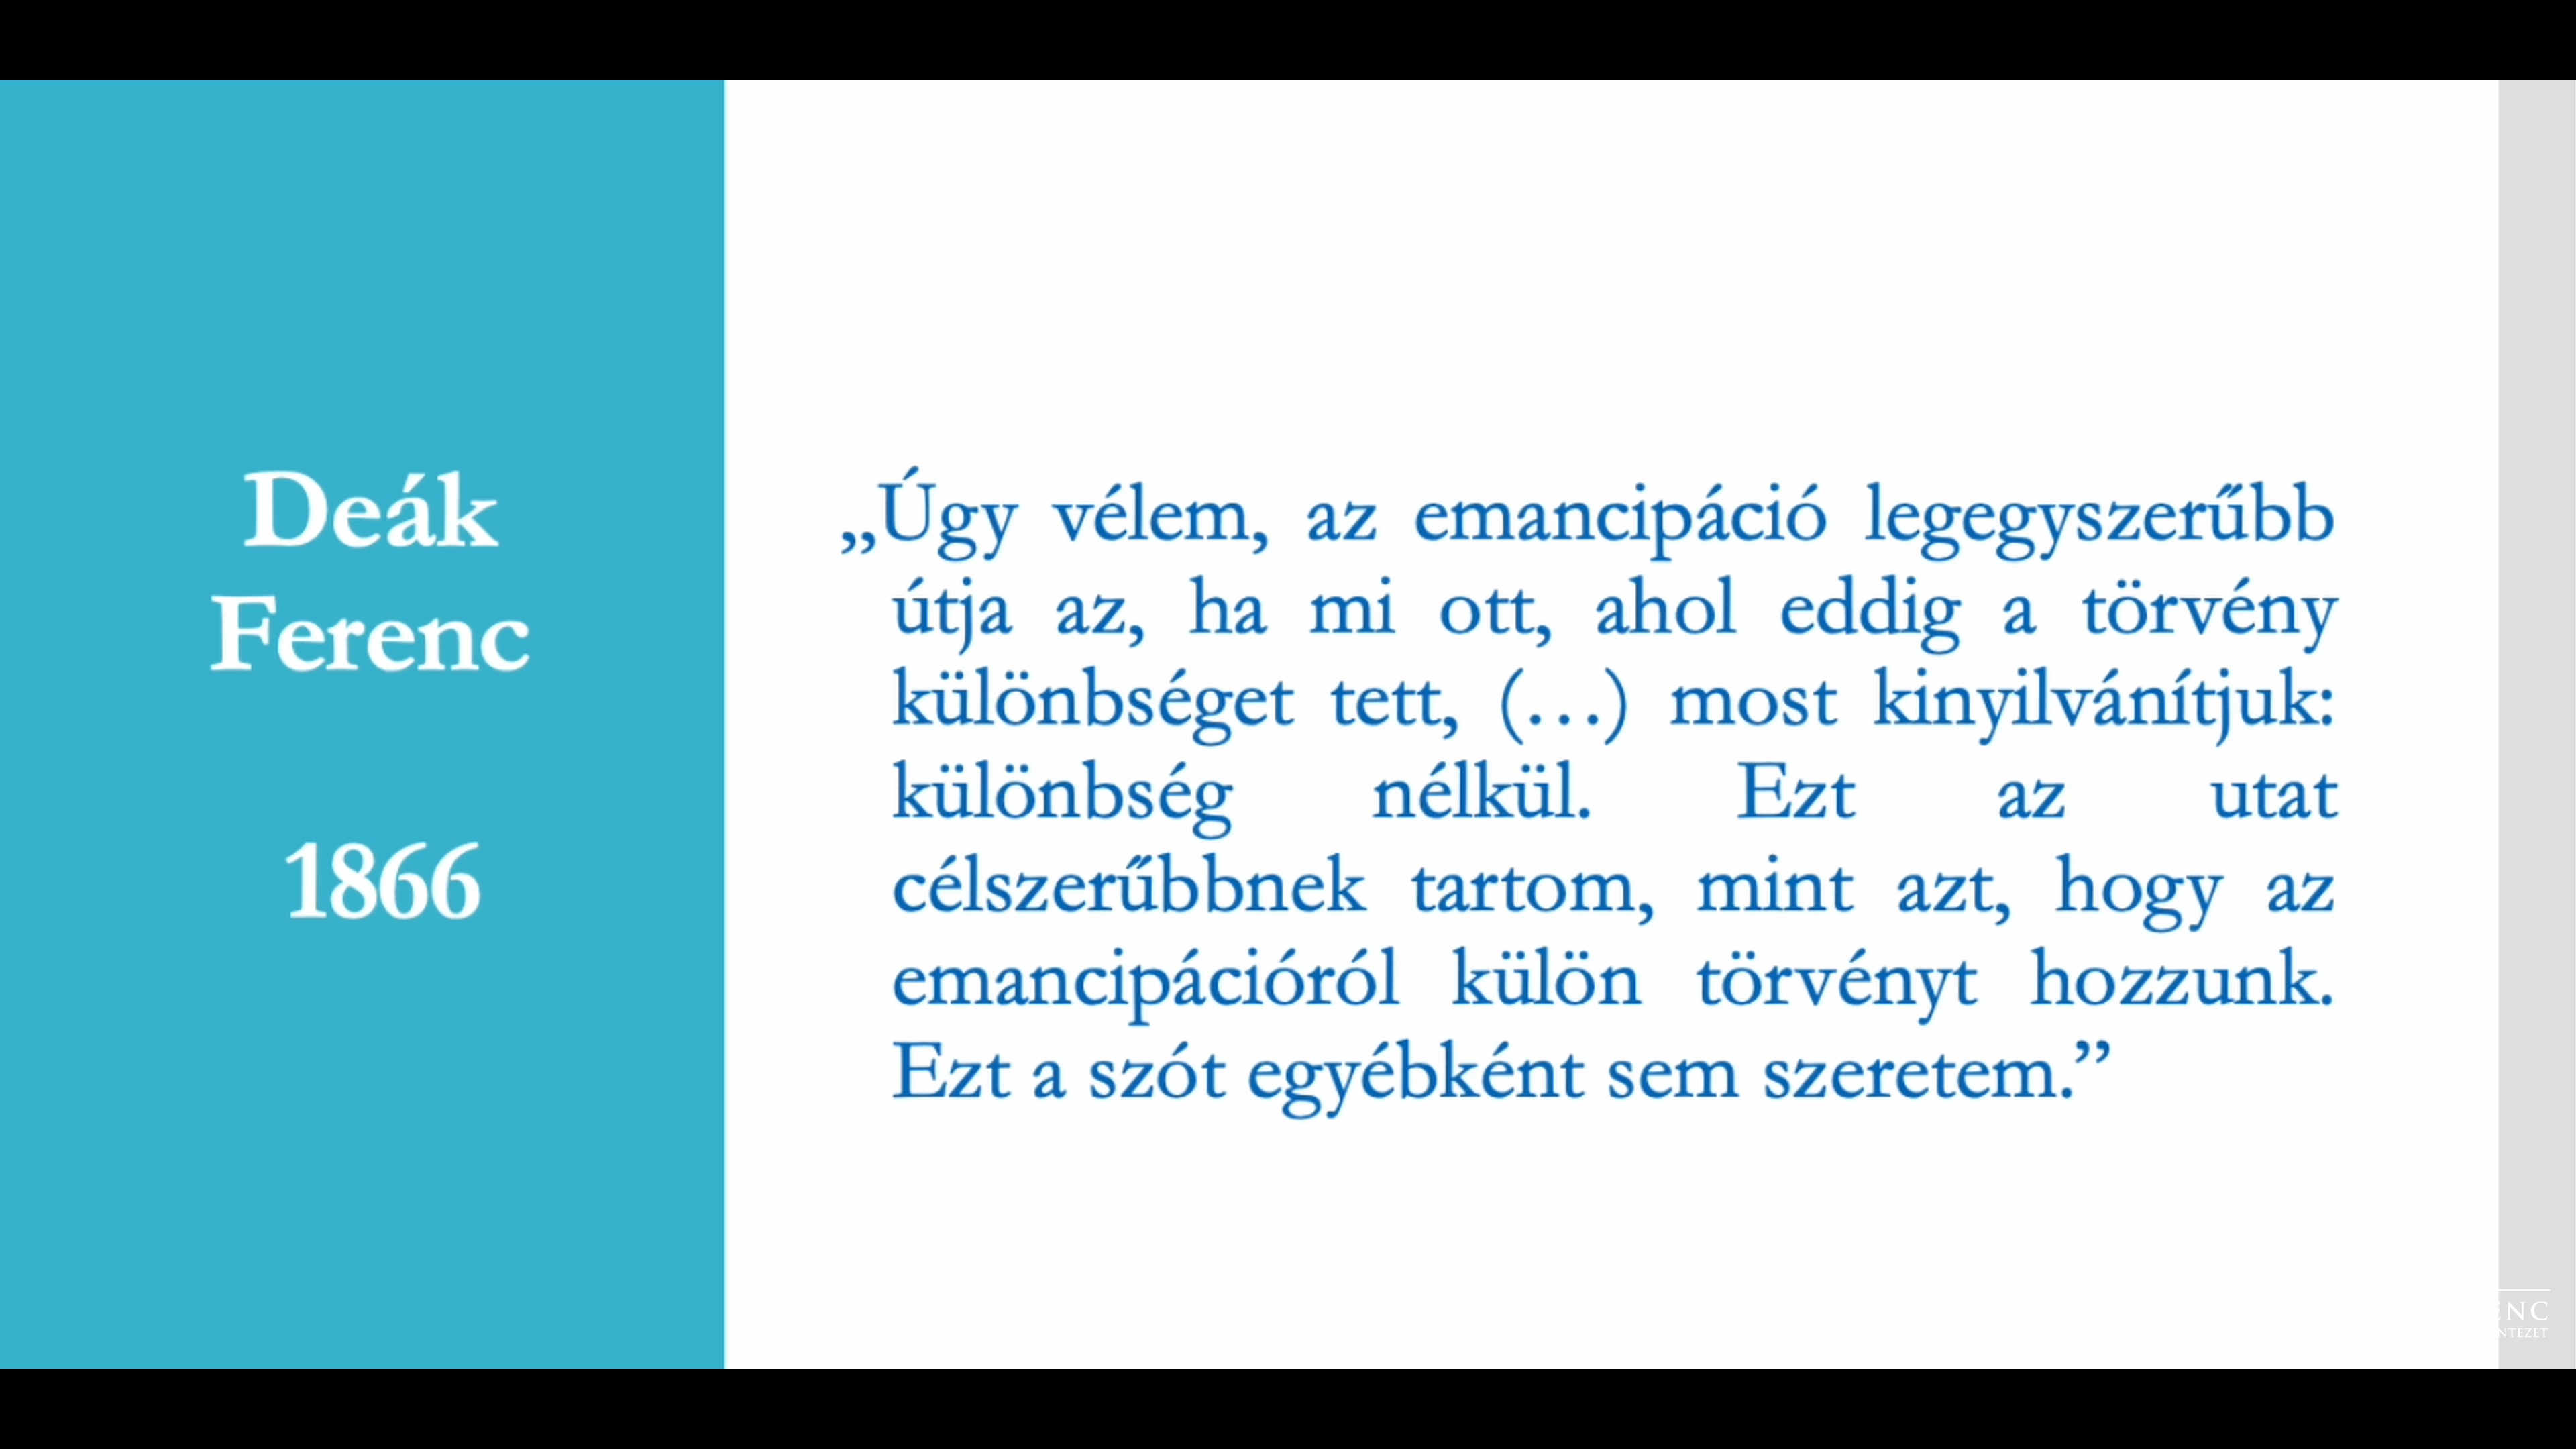 Deák
Ferenc
1866
„Úgy vélem, az emancipáció legegyszerűbb
útja az, ha mi ott, ahol eddig a törvény
különbséget tett, (…) most kinyilvánítjuk:
különbség nélkül. Ezt az utat
célszerűbbnek tartom, mint azt, hogy az
emancipációról külön törvényt hozzunk.
Ezt a szót egyébként sem szeretem.”
ENC
NTÉZET